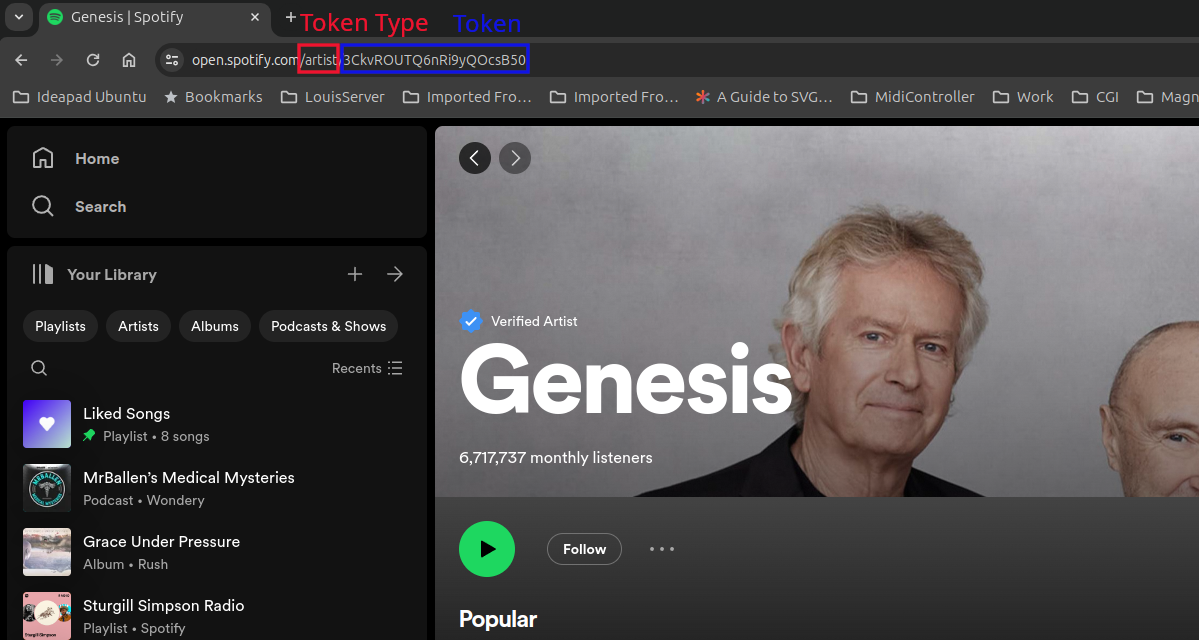 Genesis | Spotify
Token Type Token
open.spotify.com/artist/3CkvROUTQ6nRi9yQOcsB50
Ideapad Ubuntu Bookmarks LouisServer Imported Fro... Imported Fro... A Guide to SVG... MidiController Work CGI Magn
Home
Search
Your Library
Playlists Artists Albums Podcasts & Shows
Recents
Liked Songs
Playlist • 8 songs
MrBallen's Medical Mysteries
Podcast • Wondery
Grace Under Pressure
Album • Rush
Sturgill Simpson Radio
Playlist • Spotify
Verified Artist
Genesis
6,717,737 monthly listeners
Follow
Popular